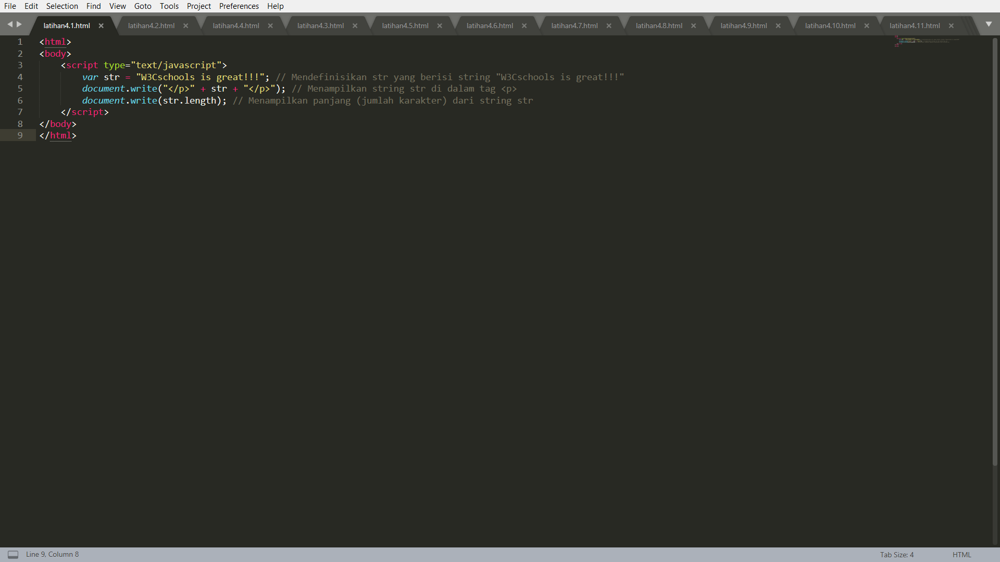 File Edit Selection Find View Goto Tools Project Preferences Help
latihan4.1.html × latihan4.2.html × latihan4.4.html × latihan4.3.html × latihan4.5.html × latihan4.6.html × latihan4.7.html × latihan4.8.html × latihan4.9.html × latihan4.10.html × latihan4.11.html ×
1 <html>
2 <body>
3     <script type="text/javascript">
4         var str = "W3Cschools is great!!!"; // Mendefinisikan str yang berisi string "W3Cschools is great!!!"
5         document.write("</p>" + str + "</p>"); // Menampilkan string str di dalam tag <p>
6         document.write(str.length); // Menampilkan panjang (jumlah karakter) dari string str
7     </script>
8 </body>
9 </html>
Line 9, Column 8 Tab Size: 4 HTML